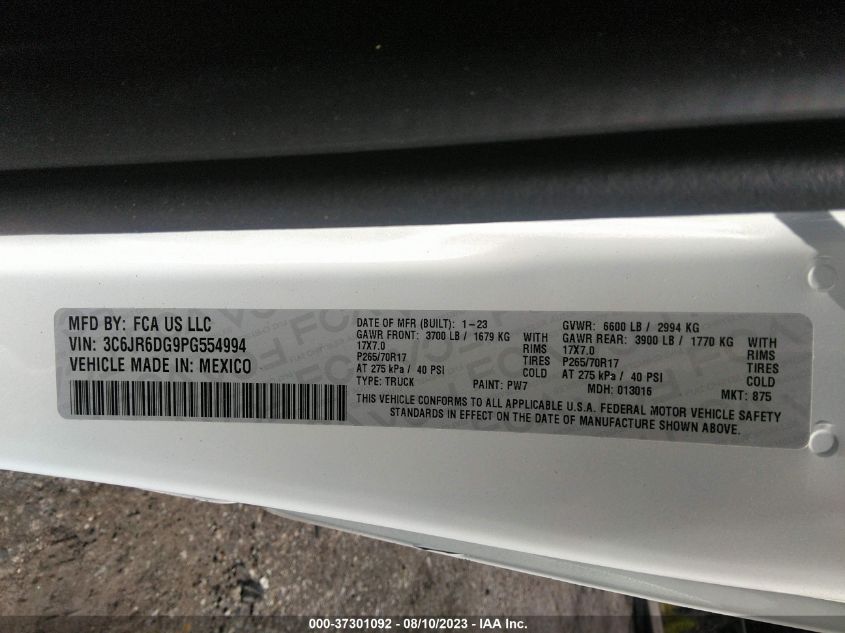 MFD BY: FCA US LLC
VIN: 3C6JR6DG9PG554994
VEHICLE MADE IN: MEXICO
DATE OF MFR (BUILT): 1-23
GAWR FRONT: 3700 LB / 1679 KG WITH
17X7.0 RIMS
P265/70R17 TIRES
AT 275 kPa / 40 PSI COLD
TYPE: TRUCK PAINT: PW7
GVWR: 6600 LB / 2994 KG
GAWR REAR: 3900 LB / 1770 KG WITH
17X7.0 RIMS
P265/70R17 TIRES
AT 275 kPa / 40 PSI COLD
MDH: 013016 MKT: 875
THIS VEHICLE CONFORMS TO ALL APPLICABLE U.S.A. FEDERAL MOTOR VEHICLE SAFETY
STANDARDS IN EFFECT ON THE DATE OF MANUFACTURE SHOWN ABOVE.
000-37301092 - 08/10/2023 - IAA Inc.